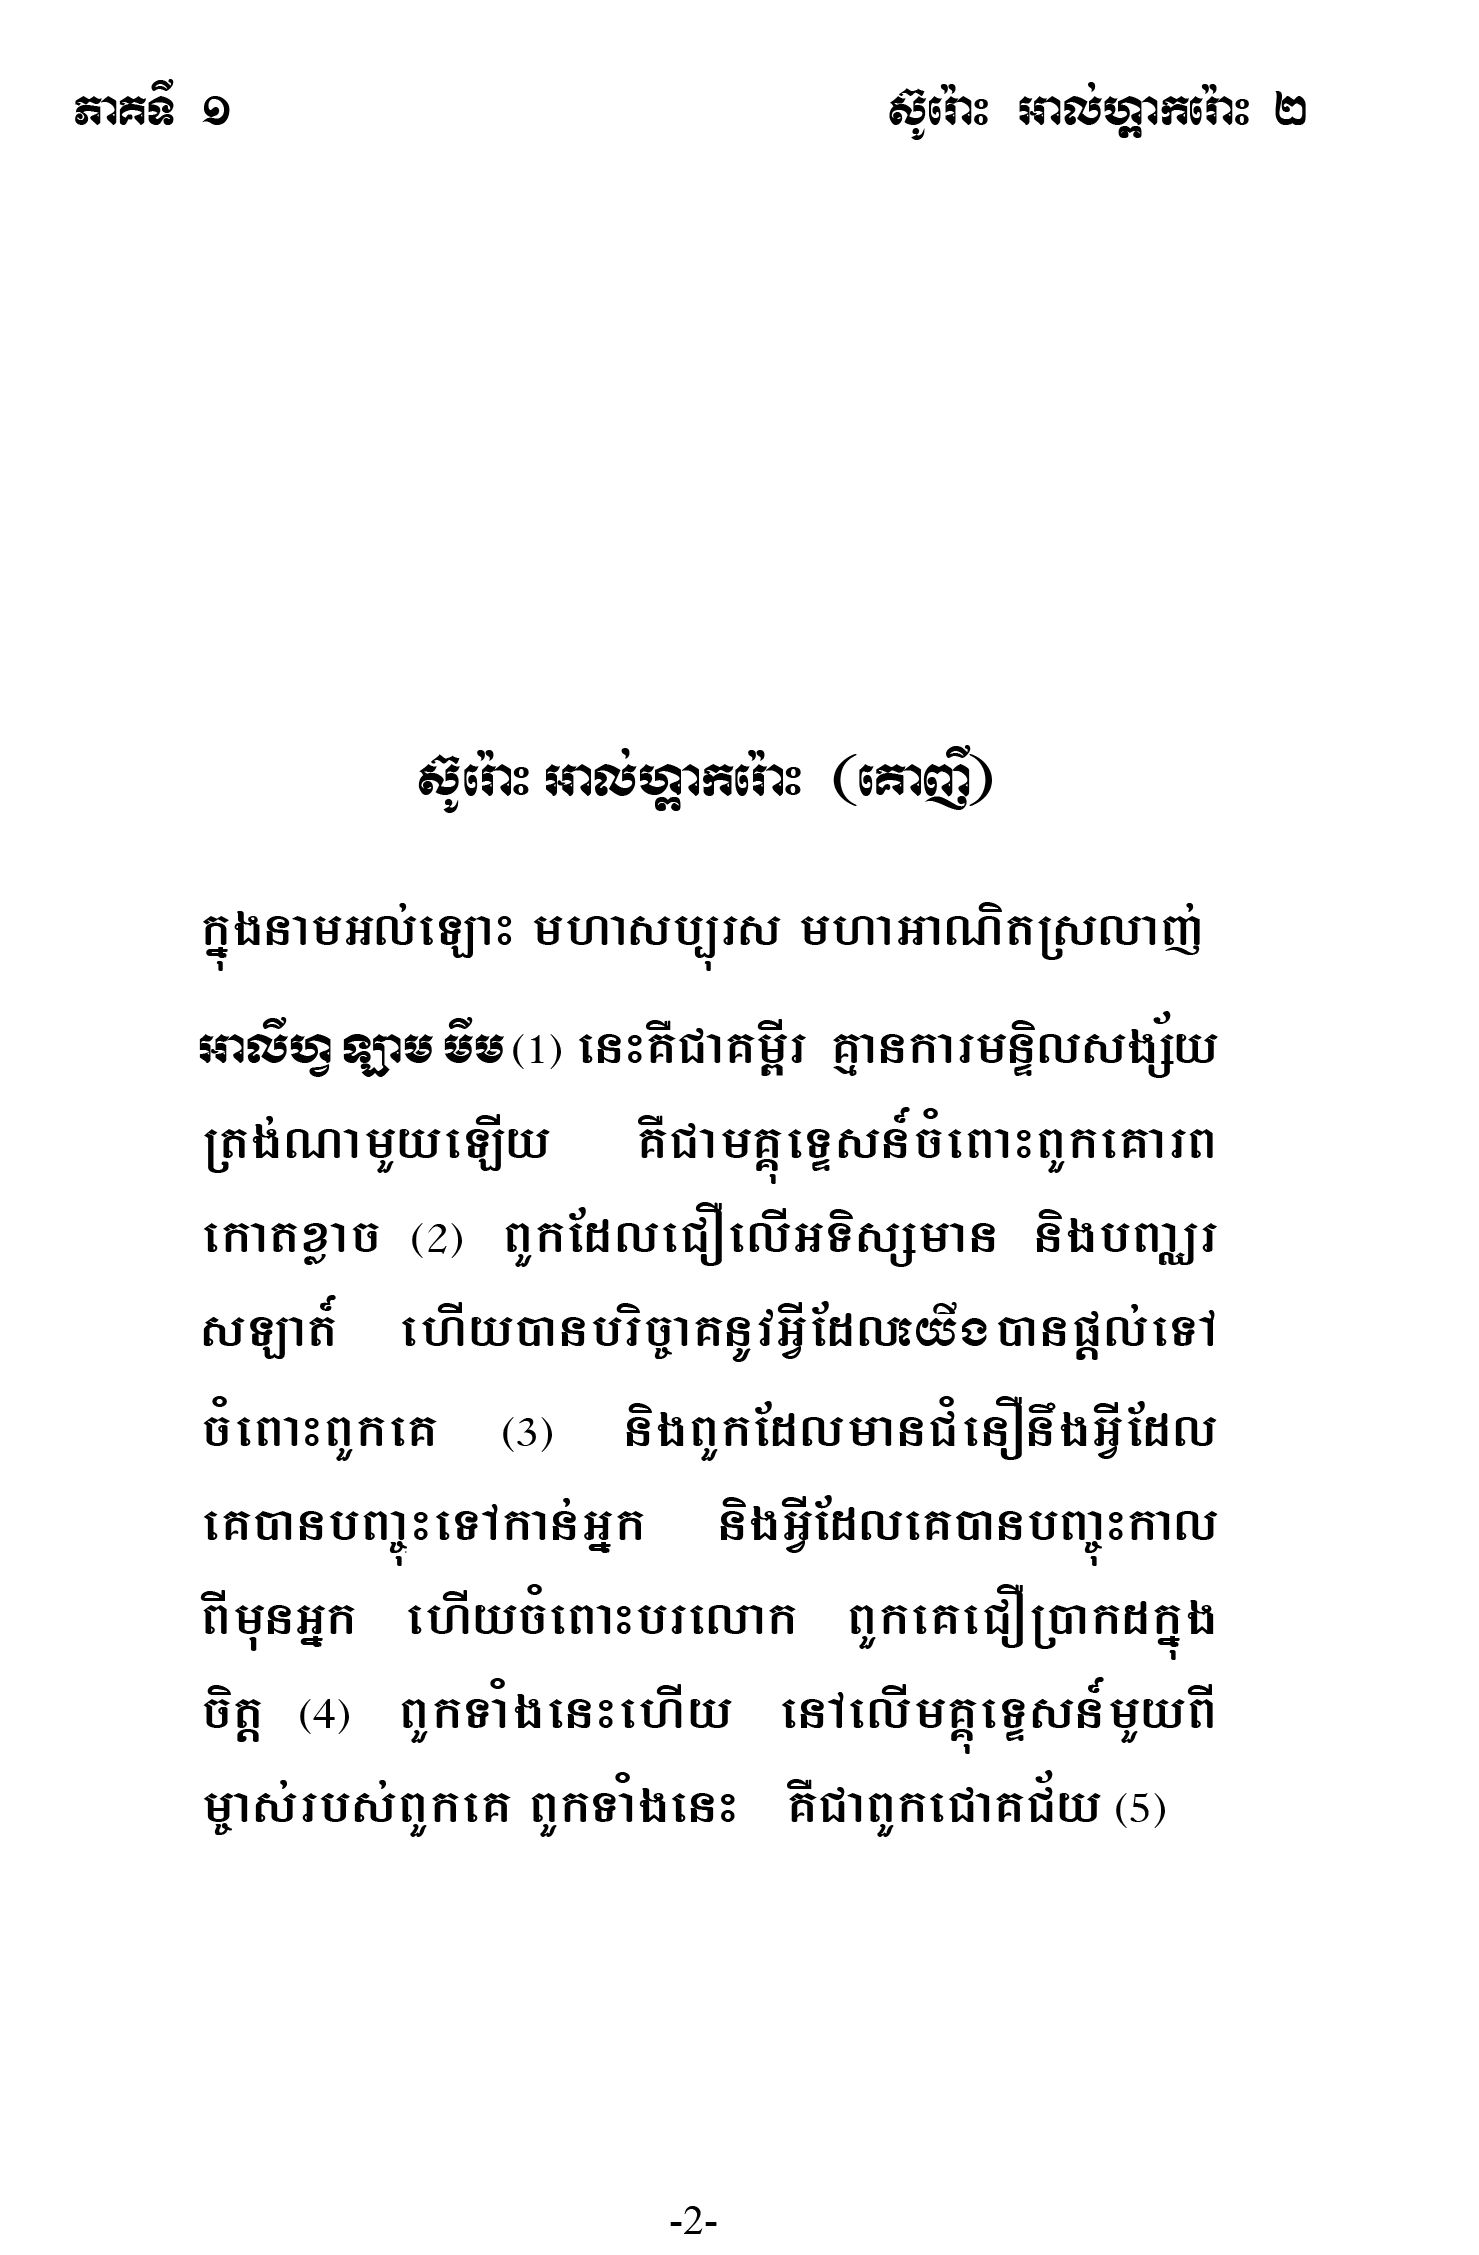 ភាគទី ១ ស៊ូរ៉ោះ អាល់ហ្គាករ៉ោះ ២
ស៊ូរ៉ោះ អាល់ហ្គាករ៉ោះ (គោញី)
ក្នុងនាមអល់ឡោះ មហាសប្បុរស មហាអាណិតស្រលាញ់
អាលីហ្វ ឡាម មីម (1) នេះគឺជាគម្ពីរ គ្មានការមន្ទិលសង្ស័យ
ត្រង់ណាមួយឡើយ គឺជាមគ្គុទ្ទេសន៍ចំពោះពួកគោរព
កោតខ្លាច (2) ពួកដែលជឿលើអទិស្សមាន និងបញ្ឈរ
សឡាត៍ ហើយបានបរិច្ចាគនូវអ្វីដែលយើងបានផ្តល់ទៅ
ចំពោះពួកគេ (3) និងពួកដែលមានជំនឿនឹងអ្វីដែល
គេបានបញ្ចុះទៅកាន់អ្នក និងអ្វីដែលគេបានបញ្ចុះកាល
ពីមុនអ្នក ហើយចំពោះបរលោក ពួកគេជឿប្រាកដក្នុង
ចិត្ត (4) ពួកទាំងនេះហើយ នៅលើមគ្គុទ្ទេសន៍មួយពី
ម្ចាស់របស់ពួកគេ ពួកទាំងនេះ គឺជាពួកជោគជ័យ (5)
-2-